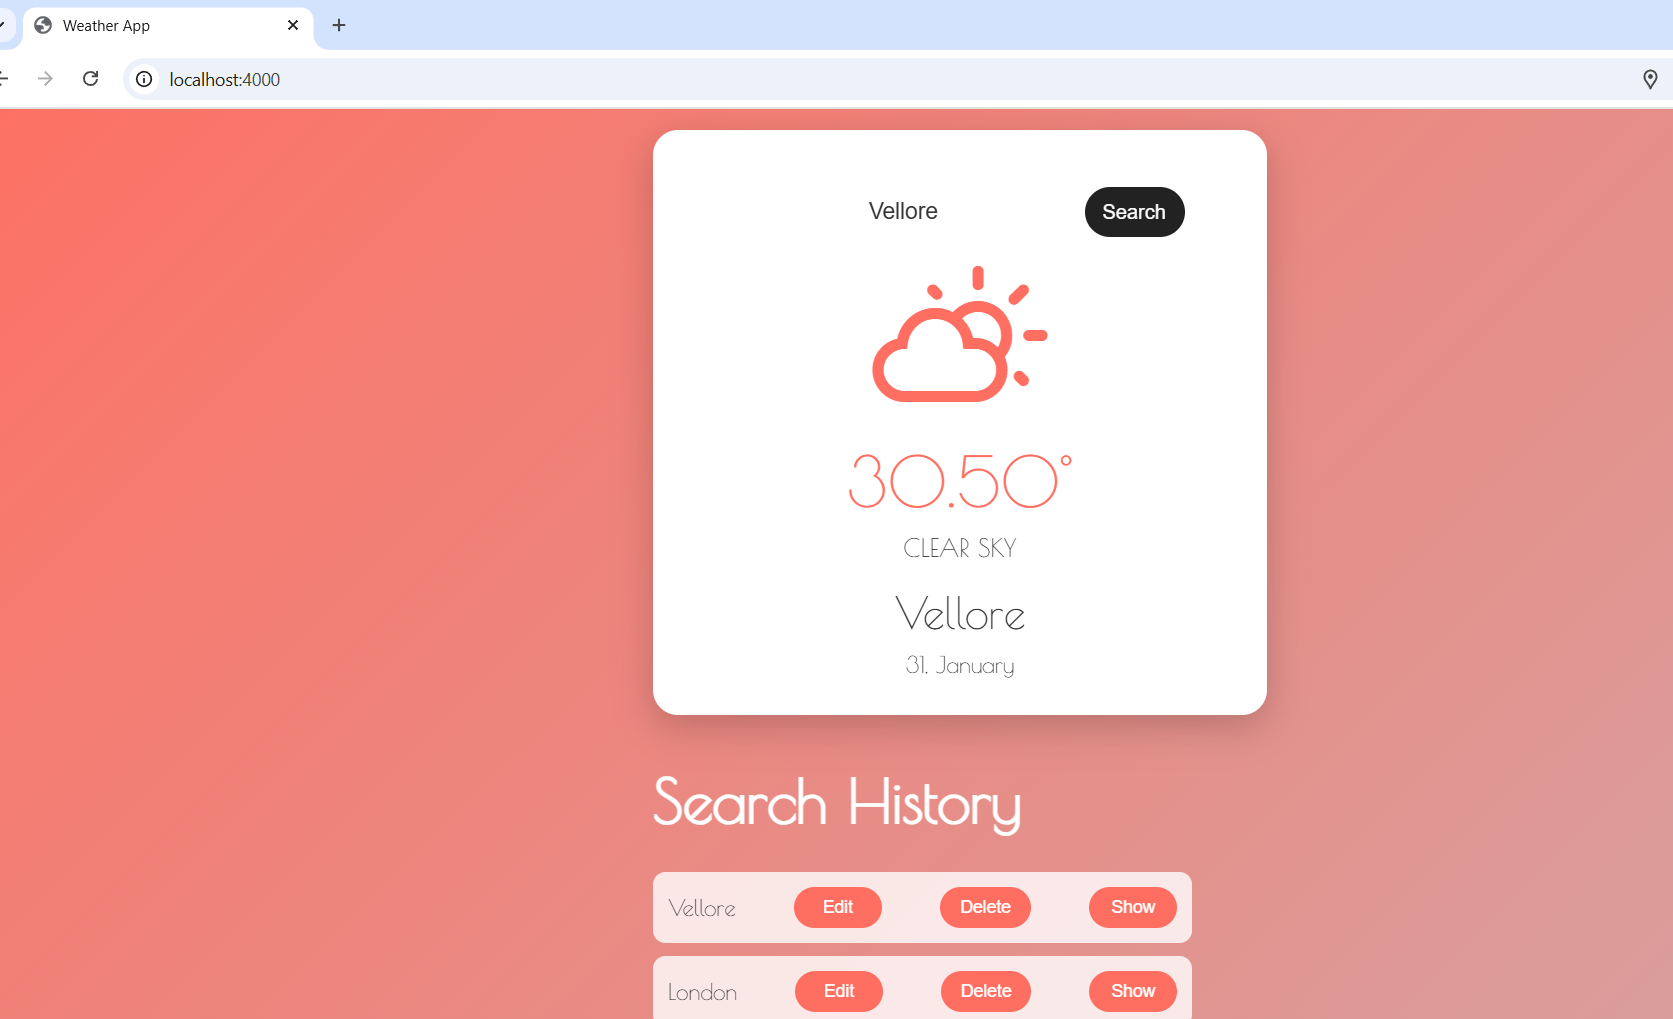 Weather App
localhost:4000
Vellore Search
30.50°
CLEAR SKY
Vellore
31, January
Search History
Vellore Edit Delete Show
London Edit Delete Show